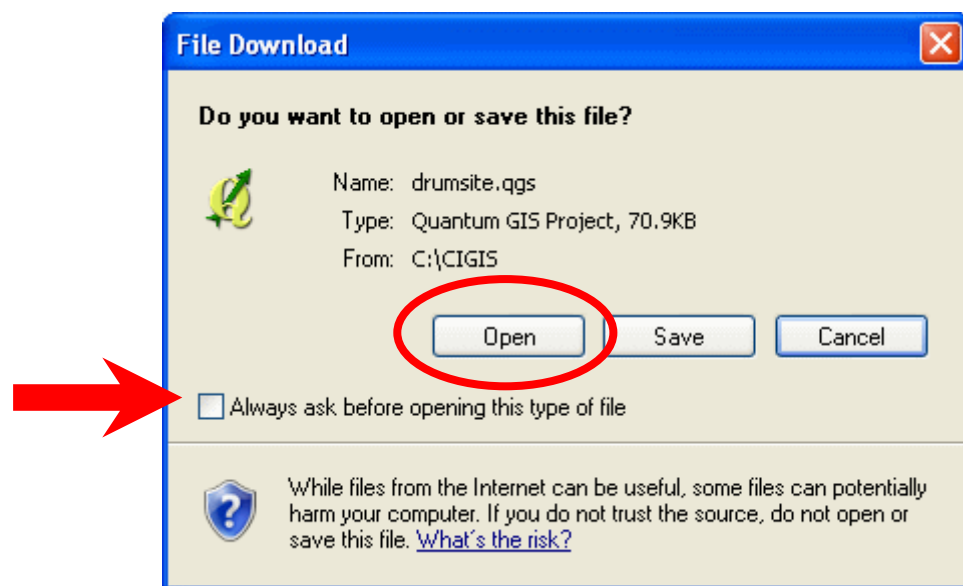 File Download
Do you want to open or save this file?
Name: drumsite.qgs
Type: Quantum GIS Project, 70.9KB
From: C:\CIGIS
Open Save Cancel
Always ask before opening this type of file
While files from the Internet can be useful, some files can potentially
harm your computer. If you do not trust the source, do not open or
save this file. What´s the risk?